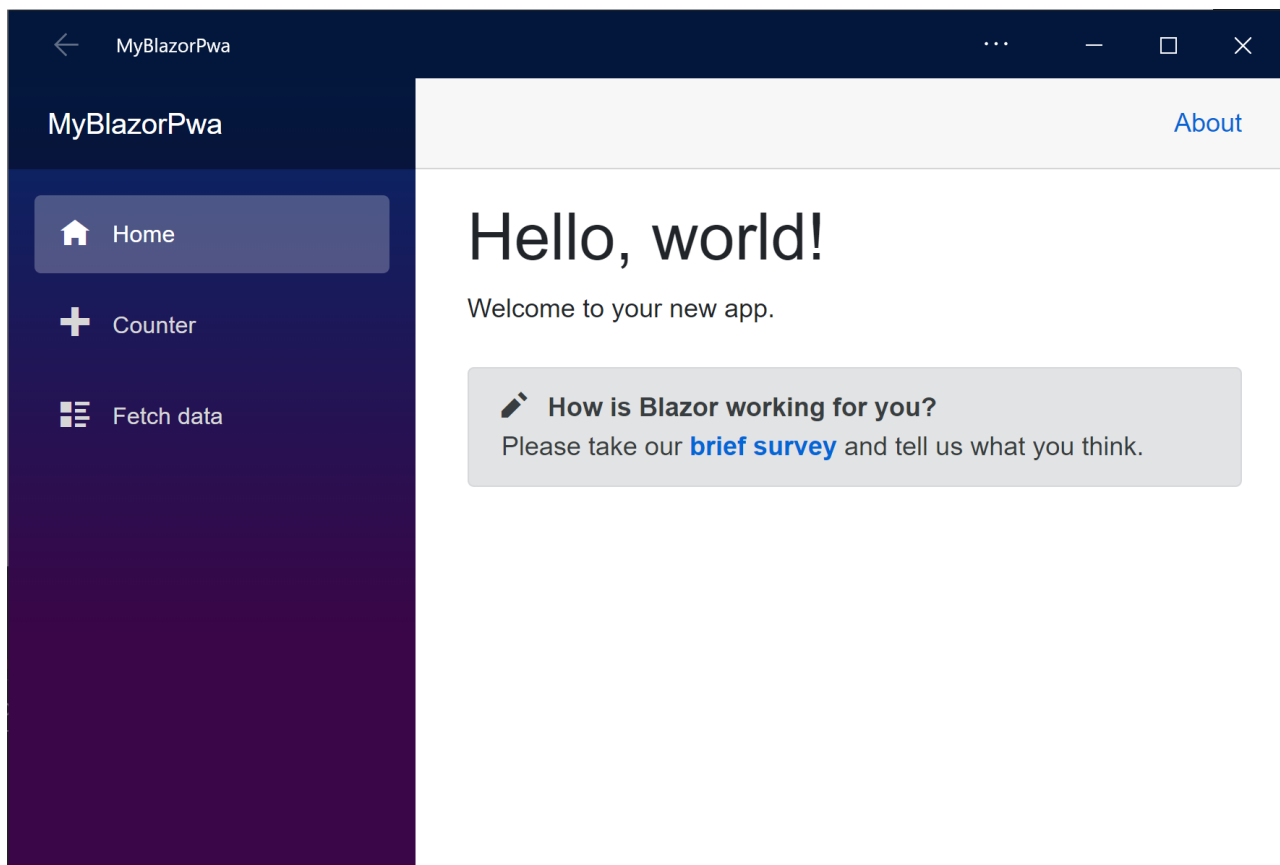 MyBlazorPwa
MyBlazorPwa
About
Home
Counter
Fetch data
Hello, world!
Welcome to your new app.
How is Blazor working for you?
Please take our brief survey and tell us what you think.